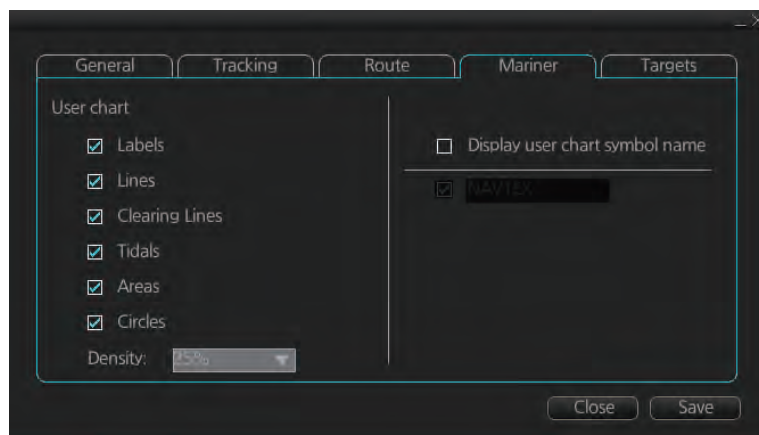 General Tracking Route Mariner Targets
User chart
Labels
Lines
Clearing Lines
Tidals
Areas
Circles
Density: 25%
Display user chart symbol name
NAVTEX
Close Save